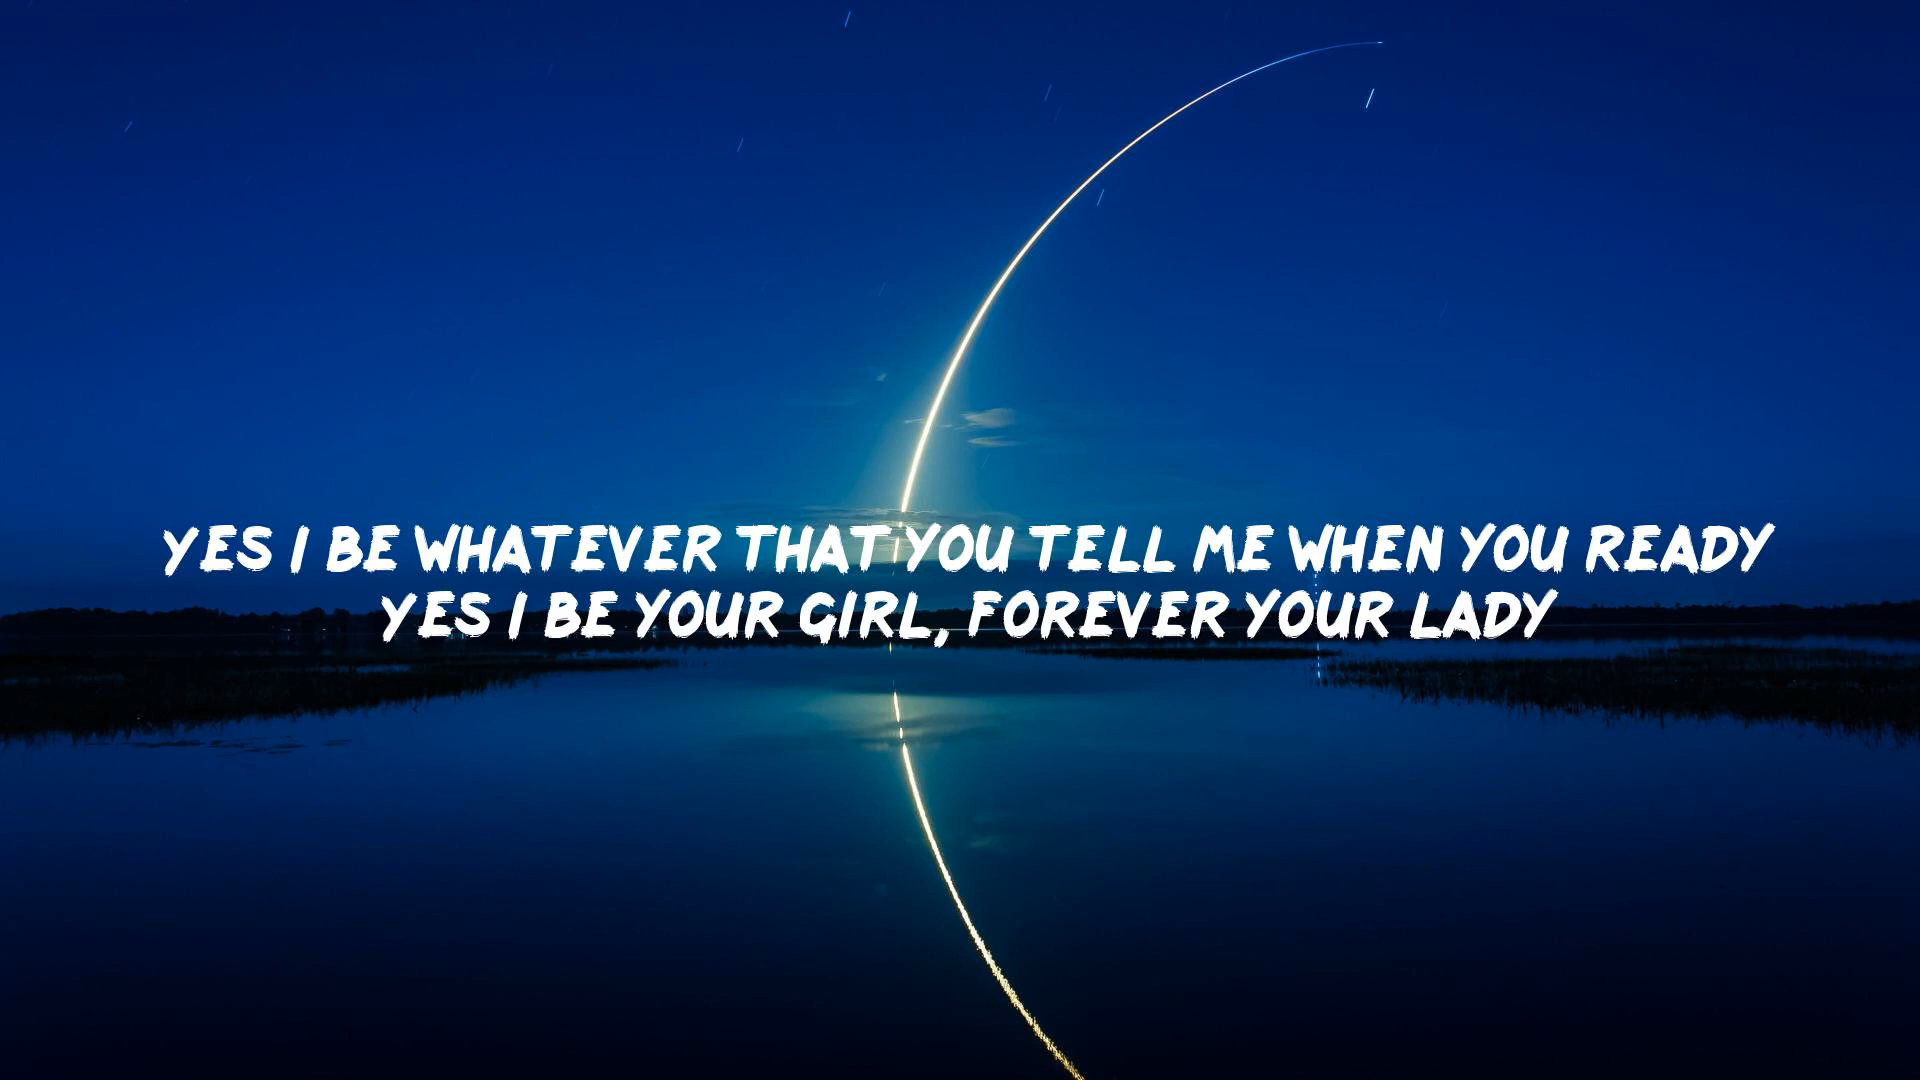 YES I BE WHATEVER THAT YOU TELL ME WHEN YOU READY
YES I BE YOUR GIRL, FOREVER YOUR LADY